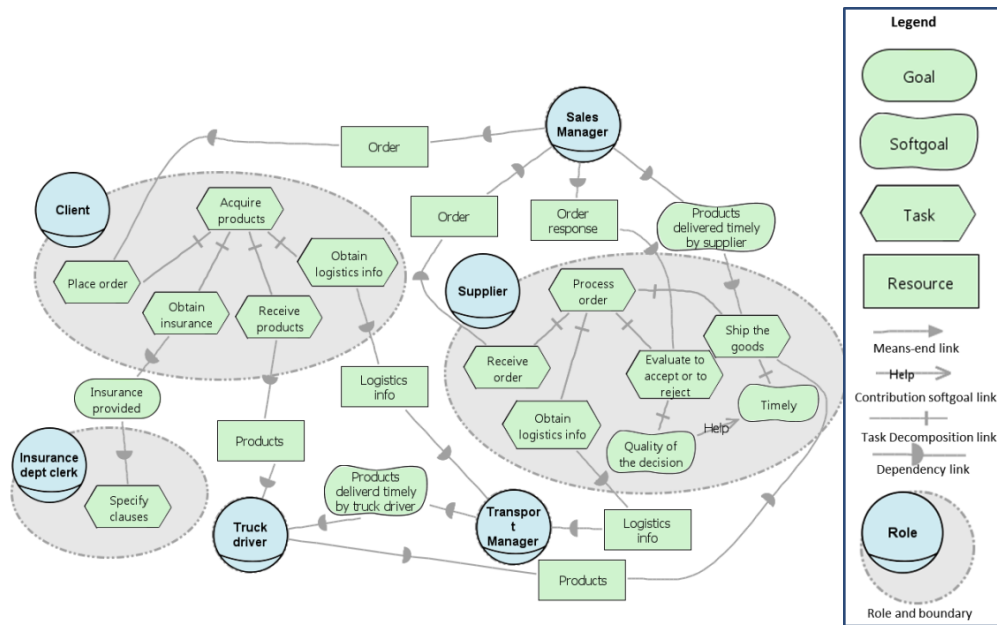 Sales
Manager
Order
Client
Acquire
products
Place order
Obtain
insurance
Receive
products
Obtain
logistics info
Order
Order
response
Products
delivered timely
by supplier
Supplier
Process
order
Receive
order
Obtain
logistics info
Evaluate to
accept or to
reject
Ship the
goods
Timely
Help
Quality of
the decision
Insurance
provided
Insurance
dept clerk
Specify
clauses
Products
Logistics
info
Products
deliverd timely
by truck driver
Truck
driver
Transpor
t
Manager
Logistics
info
Products
Legend
Goal
Softgoal
Task
Resource
Means-end link
Help
Contribution softgoal link
Task Decomposition link
Dependency link
Role
Role and boundary